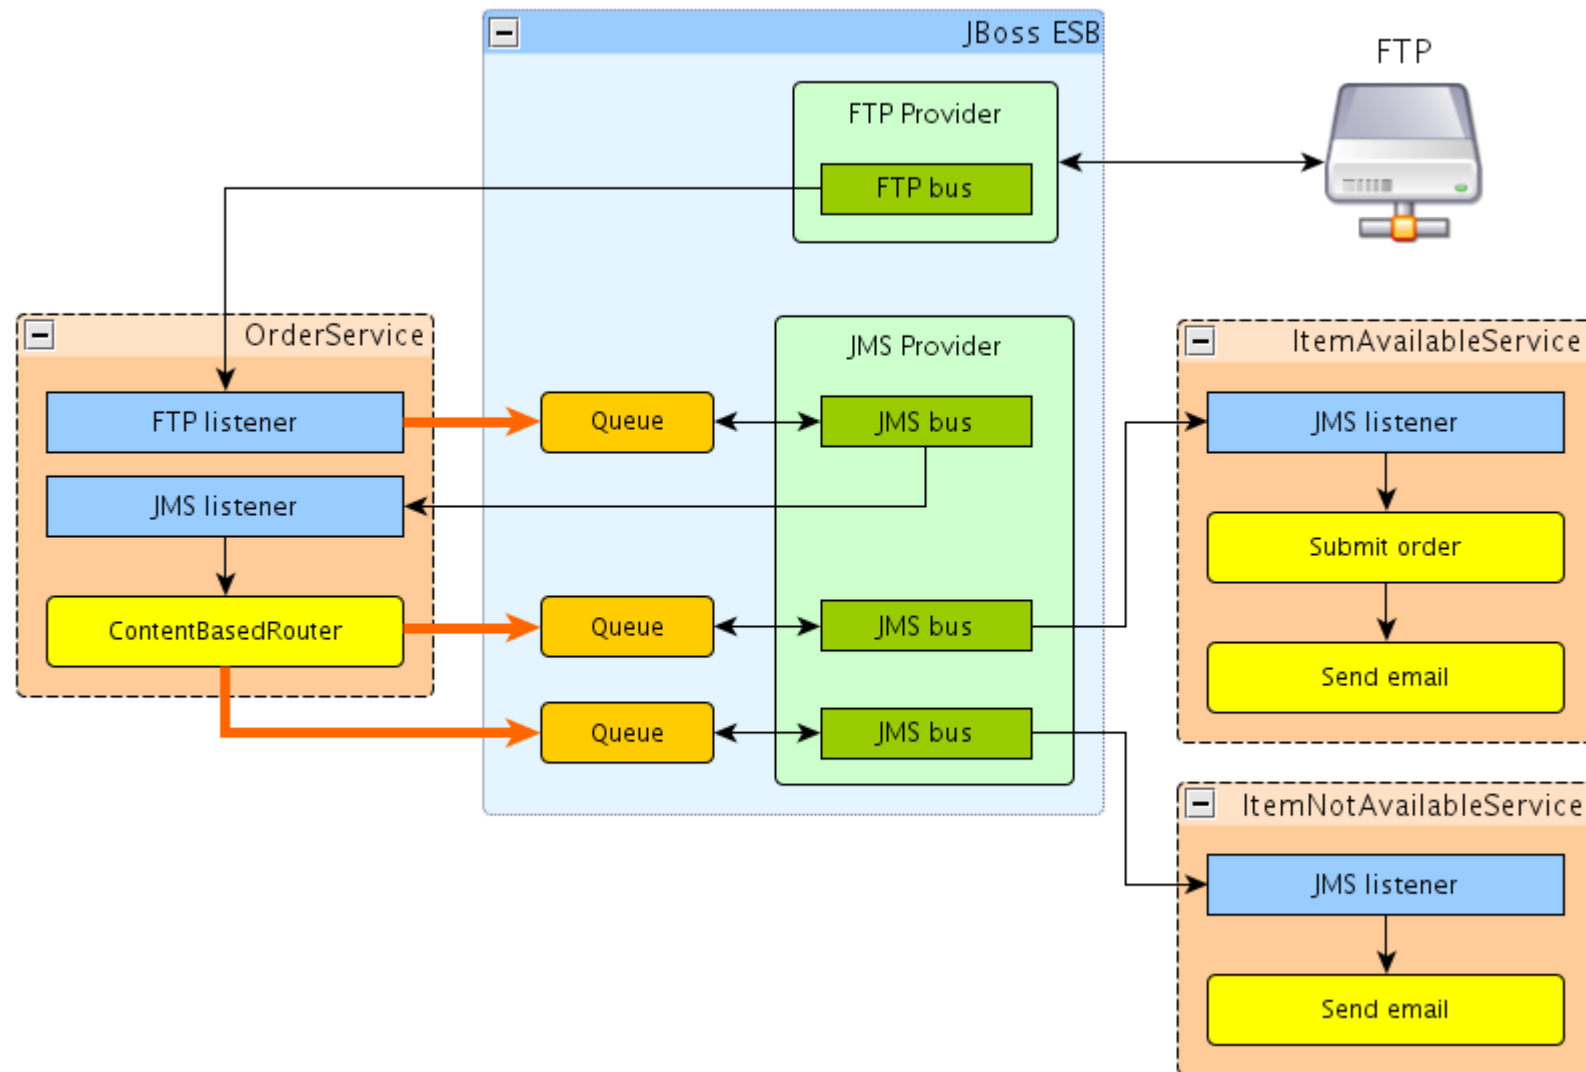 JBoss ESB
FTP
FTP Provider
FTP bus
OrderService
FTP listener
JMS listener
ContentBasedRouter
Queue
Queue
Queue
JMS Provider
JMS bus
JMS bus
JMS bus
ItemAvailableService
JMS listener
Submit order
Send email
ItemNotAvailableService
JMS listener
Send email